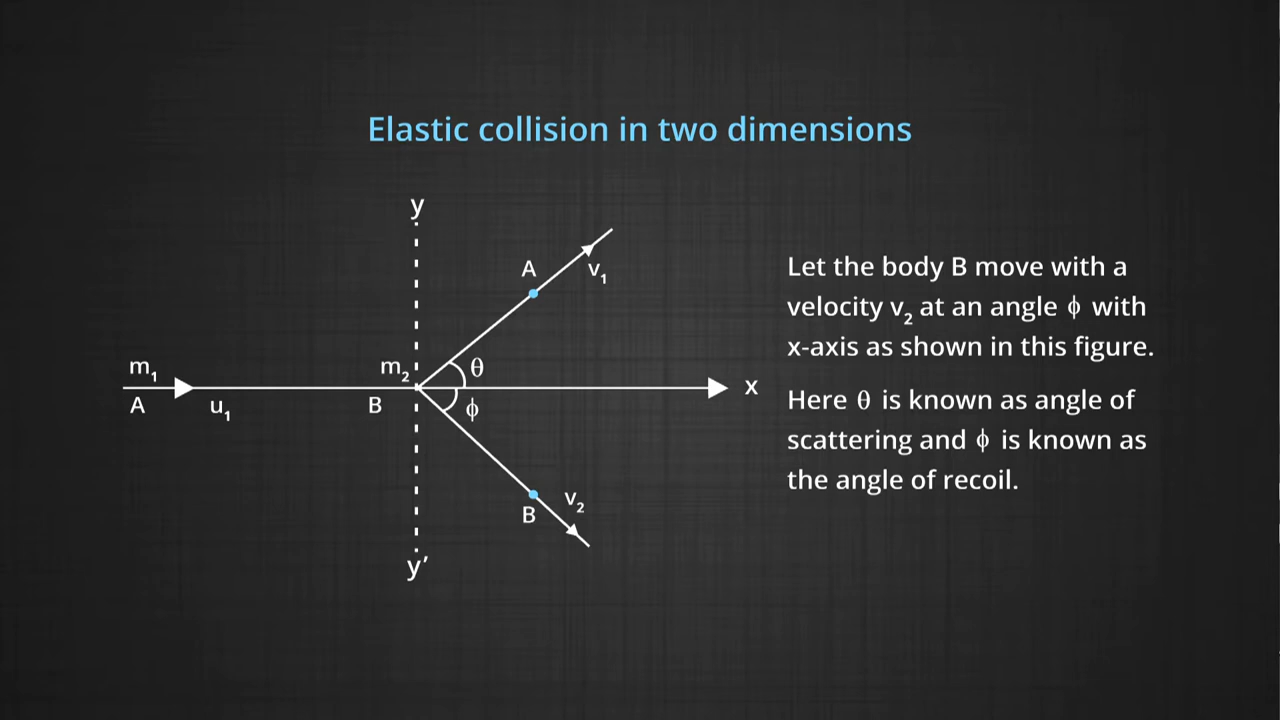 Elastic collision in two dimensions
y
A
v₁
Let the body B move with a
velocity v₂ at an angle ϕ with
x-axis as shown in this figure.
m₁
m₂
θ
x
A
u₁
B
ϕ
Here θ is known as angle of
scattering and ϕ is known as
the angle of recoil.
v₂
B
y′